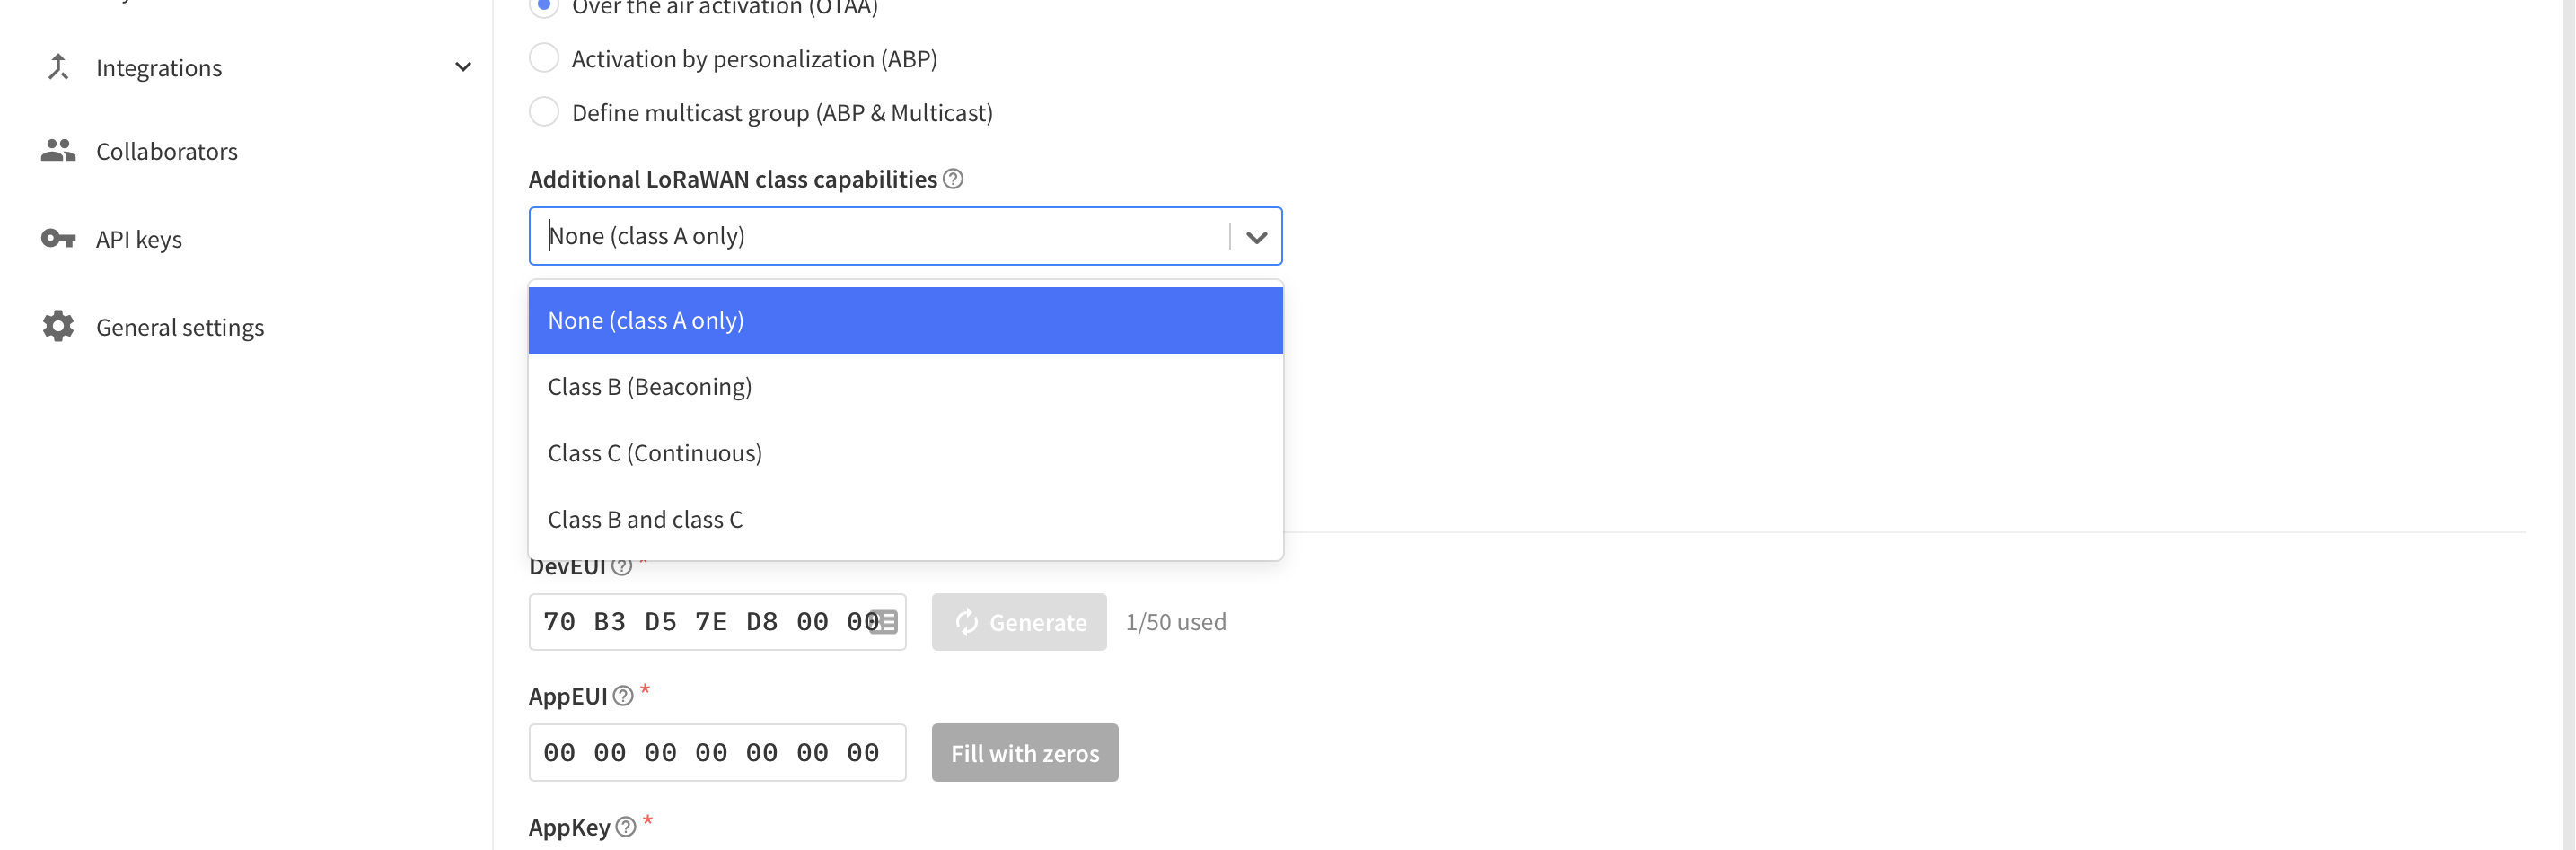 Integrations
Collaborators
API keys
General settings
Over the air activation (OTAA)
Activation by personalization (ABP)
Define multicast group (ABP & Multicast)
Additional LoRaWAN class capabilities
None (class A only)
None (class A only)
Class B (Beaconing)
Class C (Continuous)
Class B and class C
DevEUI *
70 B3 D5 7E D8 00 00
Generate
1/50 used
AppEUI *
00 00 00 00 00 00 00
Fill with zeros
AppKey *